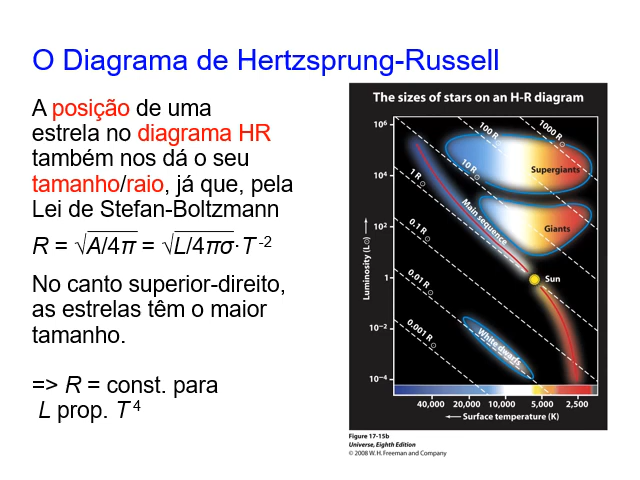 O Diagrama de Hertzsprung-Russell
A posição de uma
estrela no diagrama HR
também nos dá o seu
tamanho/raio, já que, pela
Lei de Stefan-Boltzmann
R = √A/4π = √L/4πσ·T -2
No canto superior-direito,
as estrelas têm o maior
tamanho.
=> R = const. para
L prop. T 4
The sizes of stars on an H-R diagram
10⁶
10⁴
10²
1
10⁻²
10⁻⁴
Luminosity (L⊙) →
1000 R⊙
100 R⊙
10 R⊙
1 R⊙
0.1 R⊙
0.01 R⊙
0.001 R⊙
Supergiants
Giants
Main sequence
Sun
White dwarfs
40,000 20,000 10,000 5,000 2,500
← Surface temperature (K)
Figure 17-15b
Universe, Eighth Edition
© 2008 W. H. Freeman and Company